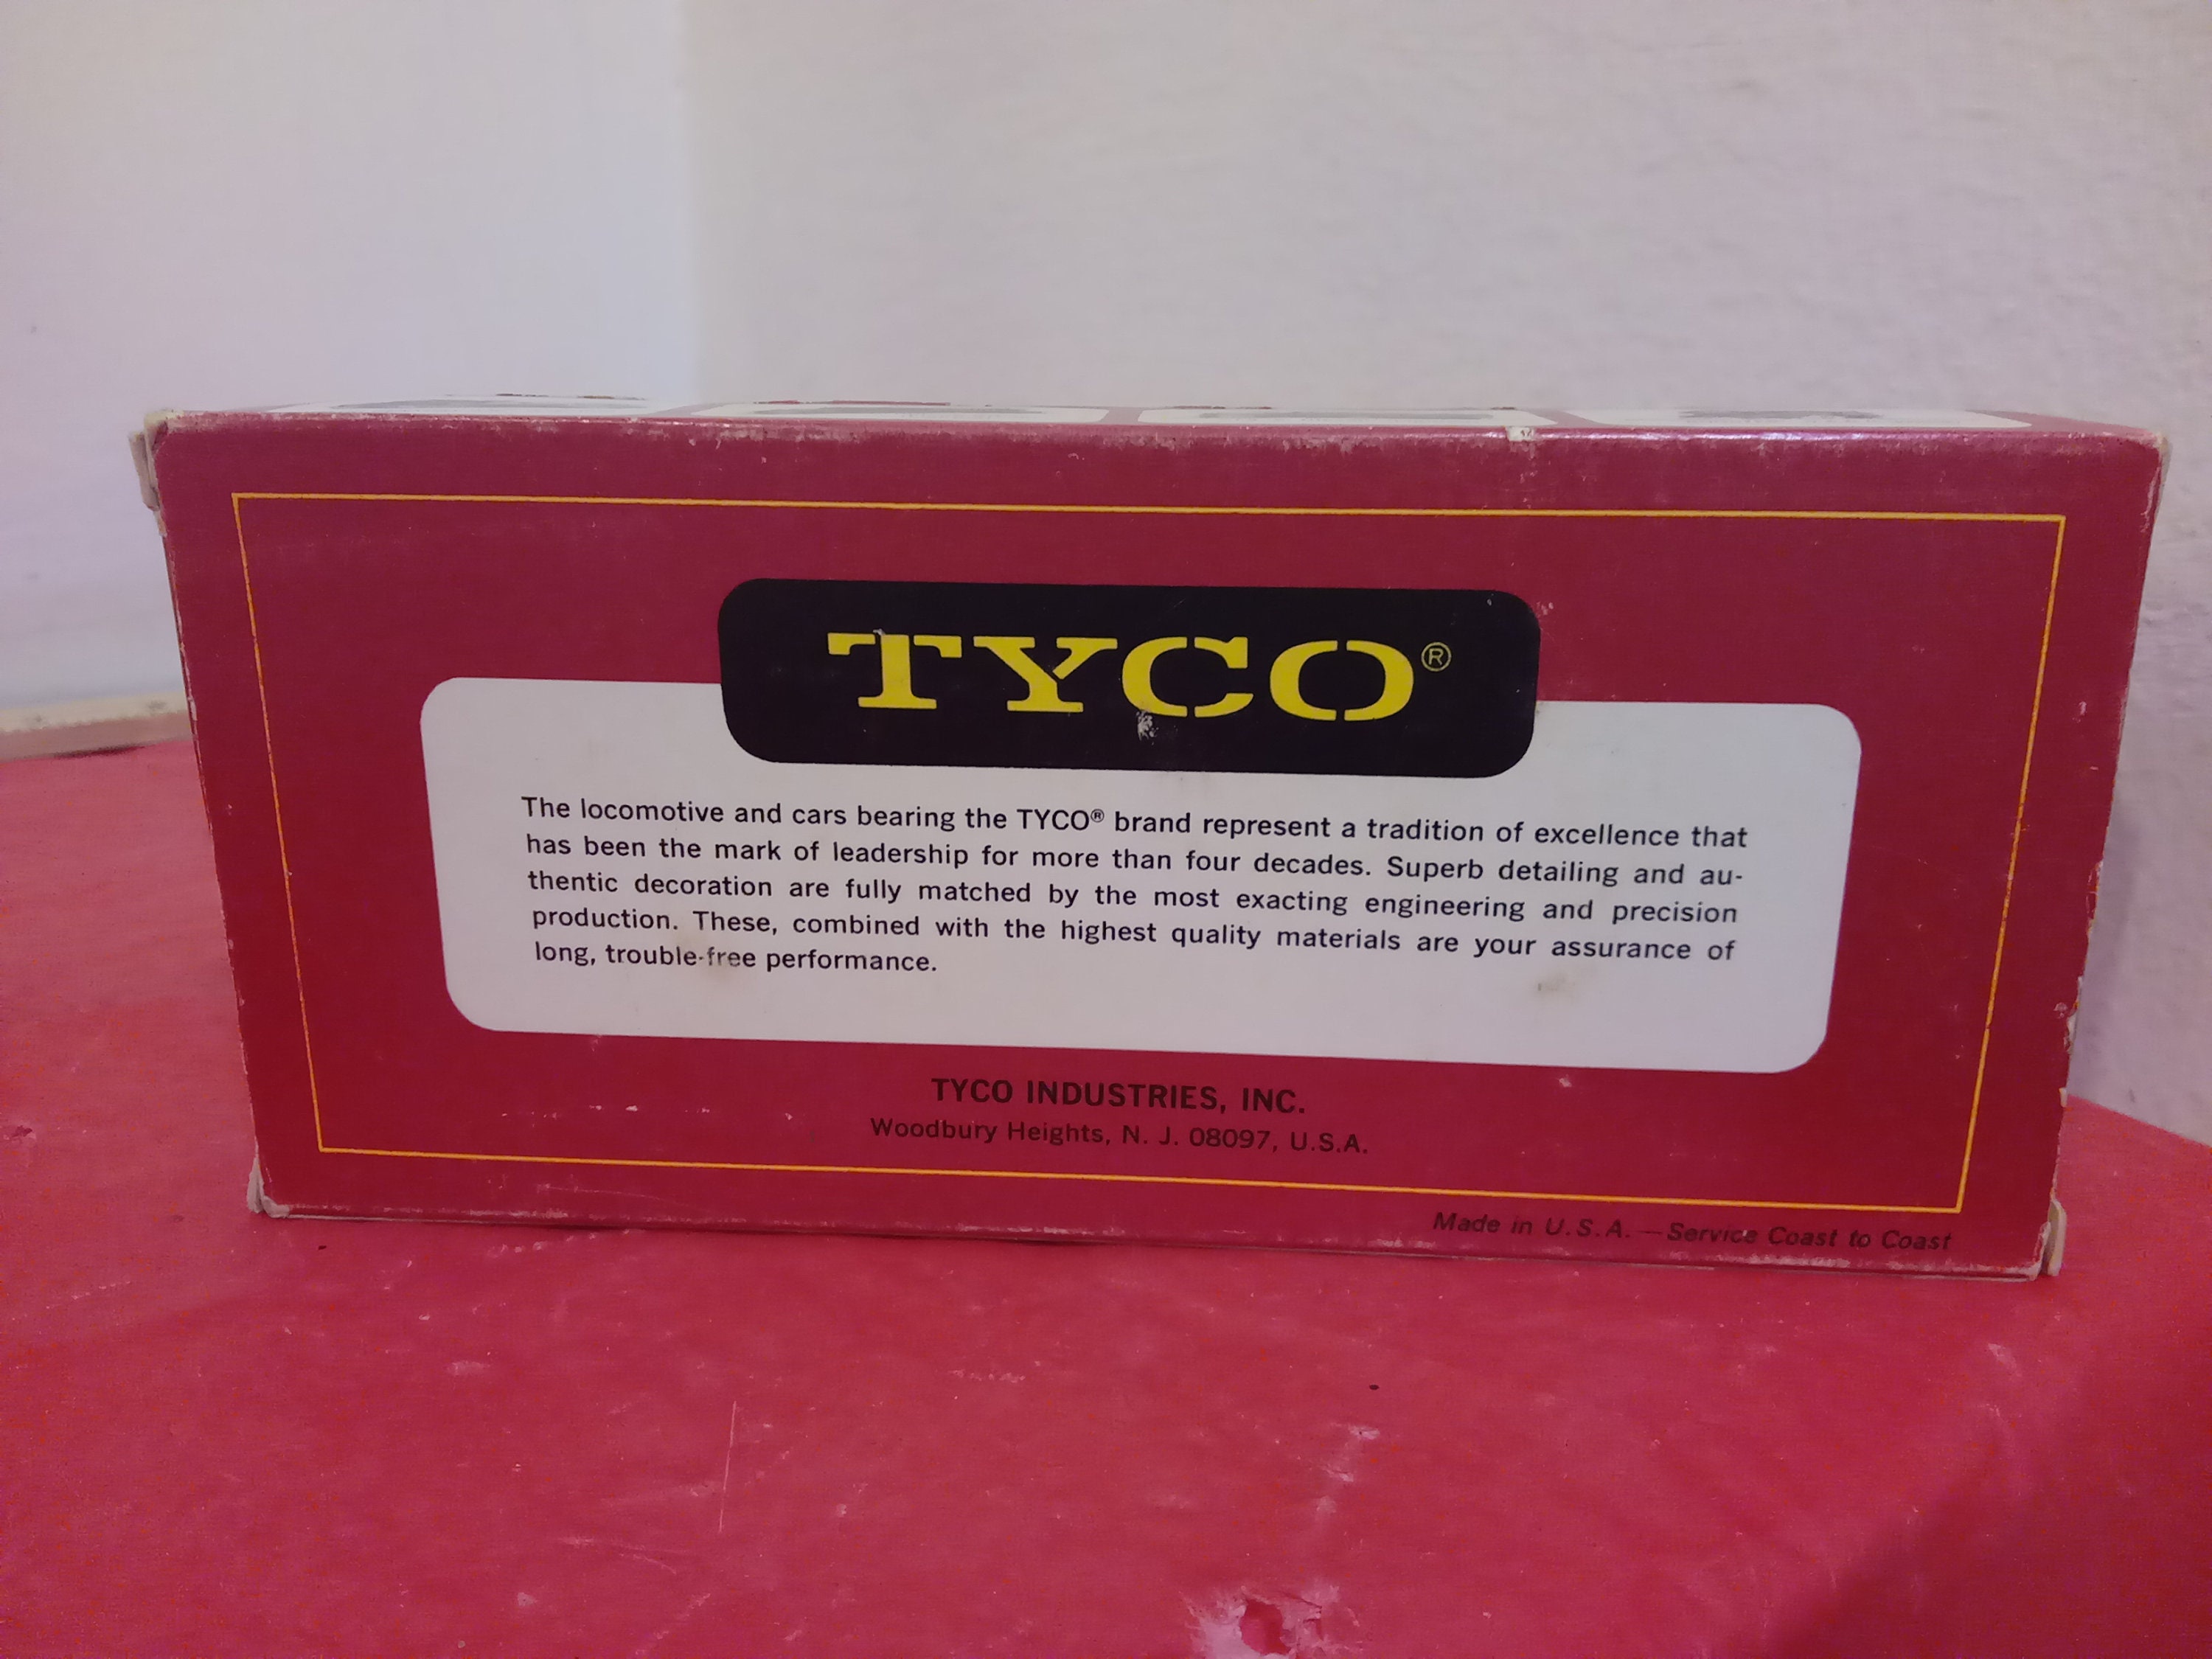 TYCO®
The locomotive and cars bearing the TYCO® brand represent a tradition of excellence that
has been the mark of leadership for more than four decades. Superb detailing and au-
thentic decoration are fully matched by the most exacting engineering and precision
production. These, combined with the highest quality materials are your assurance of
long, trouble-free performance.
TYCO INDUSTRIES, INC.
Woodbury Heights, N. J. 08097, U.S.A.
Made in U.S.A. — Service Coast to Coast